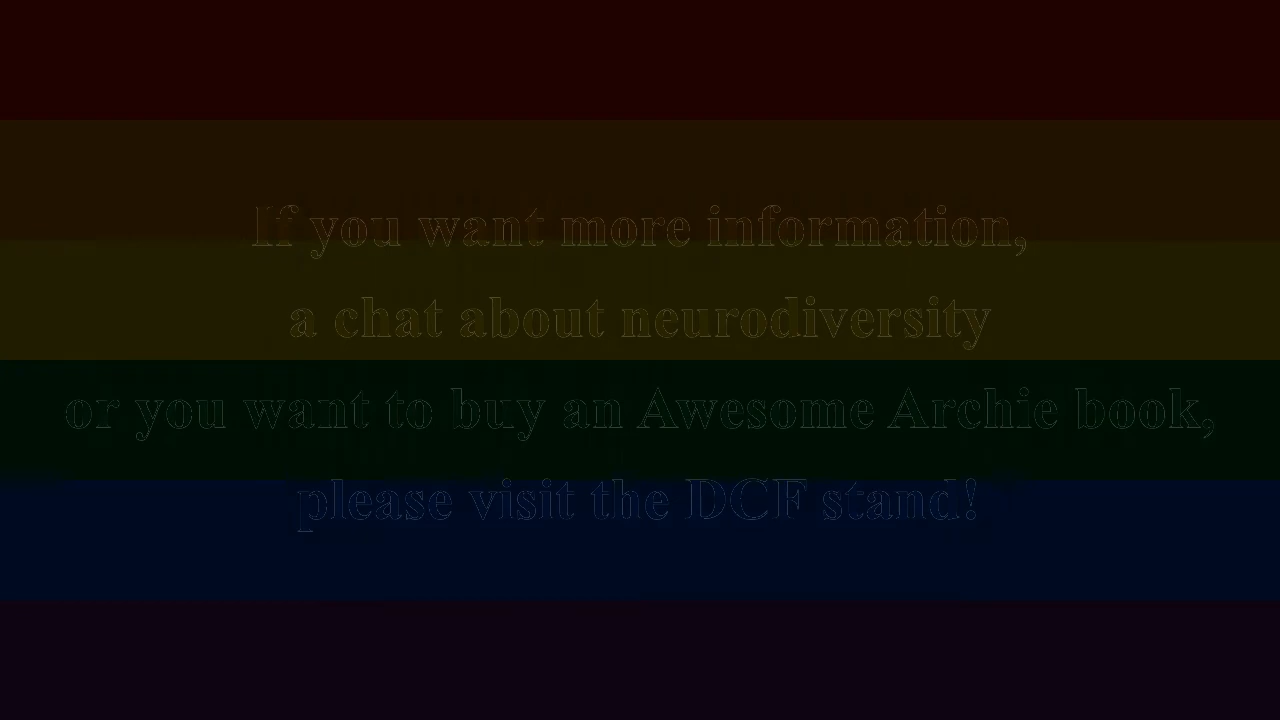 If you want more information,
a chat about neurodiversity
or you want to buy an Awesome Archie book,
please visit the DCF stand!